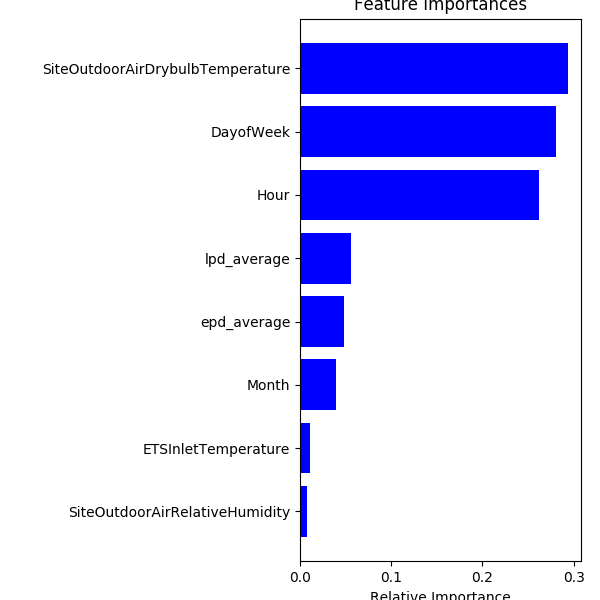 Feature Importances
SiteOutdoorAirDrybulbTemperature
DayofWeek
Hour
lpd_average
epd_average
Month
ETSInletTemperature
SiteOutdoorAirRelativeHumidity
0.0 0.1 0.2 0.3
Relative Importance